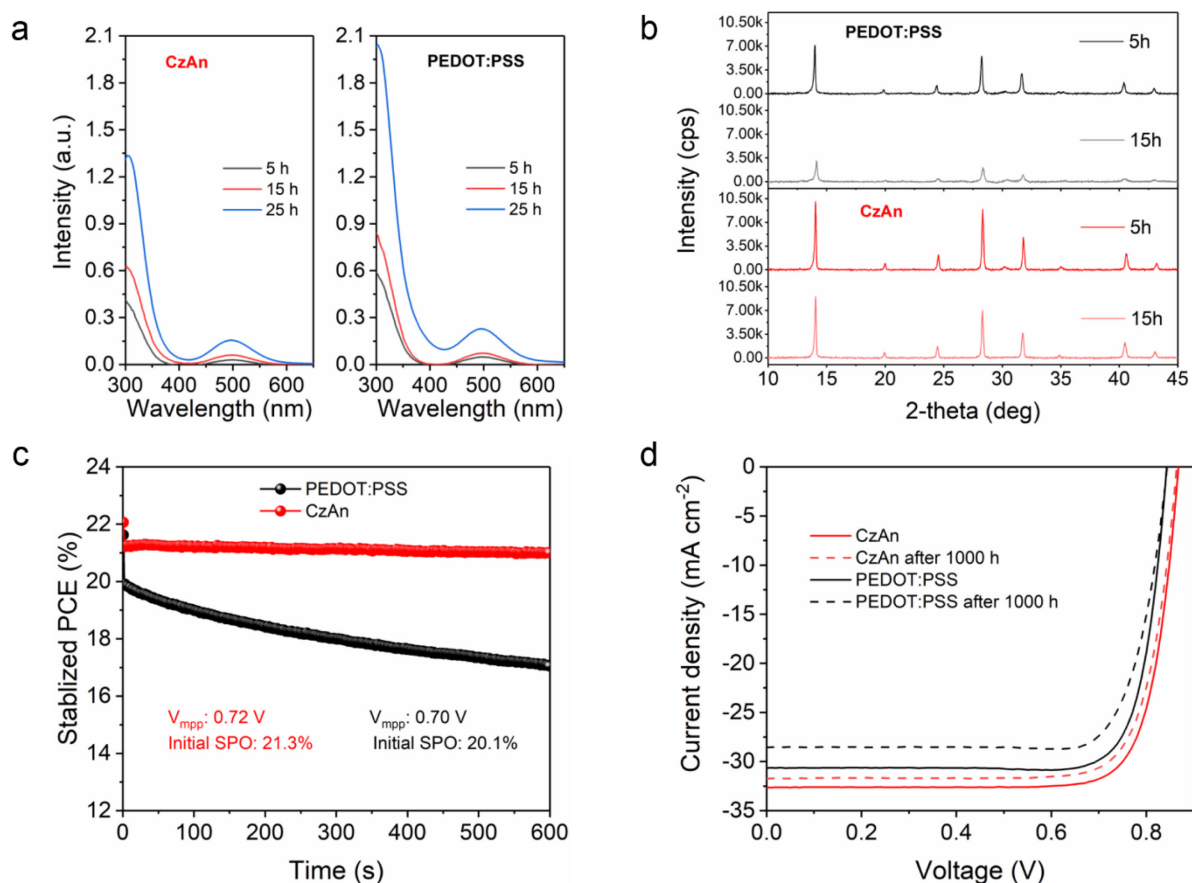 a
2.1
1.8
1.5
1.2
0.9
0.6
0.3
0.0
Intensity (a.u.)
CzAn
5 h
15 h
25 h
300 400 500 600
Wavelength (nm)
2.1
1.8
1.5
1.2
0.9
0.6
0.3
0.0
PEDOT:PSS
5 h
15 h
25 h
300 400 500 600
Wavelength (nm)
b
Intensity (cps)
10.50k
7.00k
3.50k
0.00
PEDOT:PSS
5h
10.50k
7.00k
3.50k
0.00
15h
10.50k
7.00k
3.50k
0.00
CzAn
5h
10.50k
7.00k
3.50k
0.00
15h
10 15 20 25 30 35 40 45
2-theta (deg)
c
24
22
20
18
16
14
12
Stablized PCE (%)
PEDOT:PSS
CzAn
Vmpp: 0.72 V
Initial SPO: 21.3%
Vmpp: 0.70 V
Initial SPO: 20.1%
0 100 200 300 400 500 600
Time (s)
d
0
-5
-10
-15
-20
-25
-30
-35
Current density (mA cm-2)
CzAn
CzAn after 1000 h
PEDOT:PSS
PEDOT:PSS after 1000 h
0.0 0.2 0.4 0.6 0.8
Voltage (V)